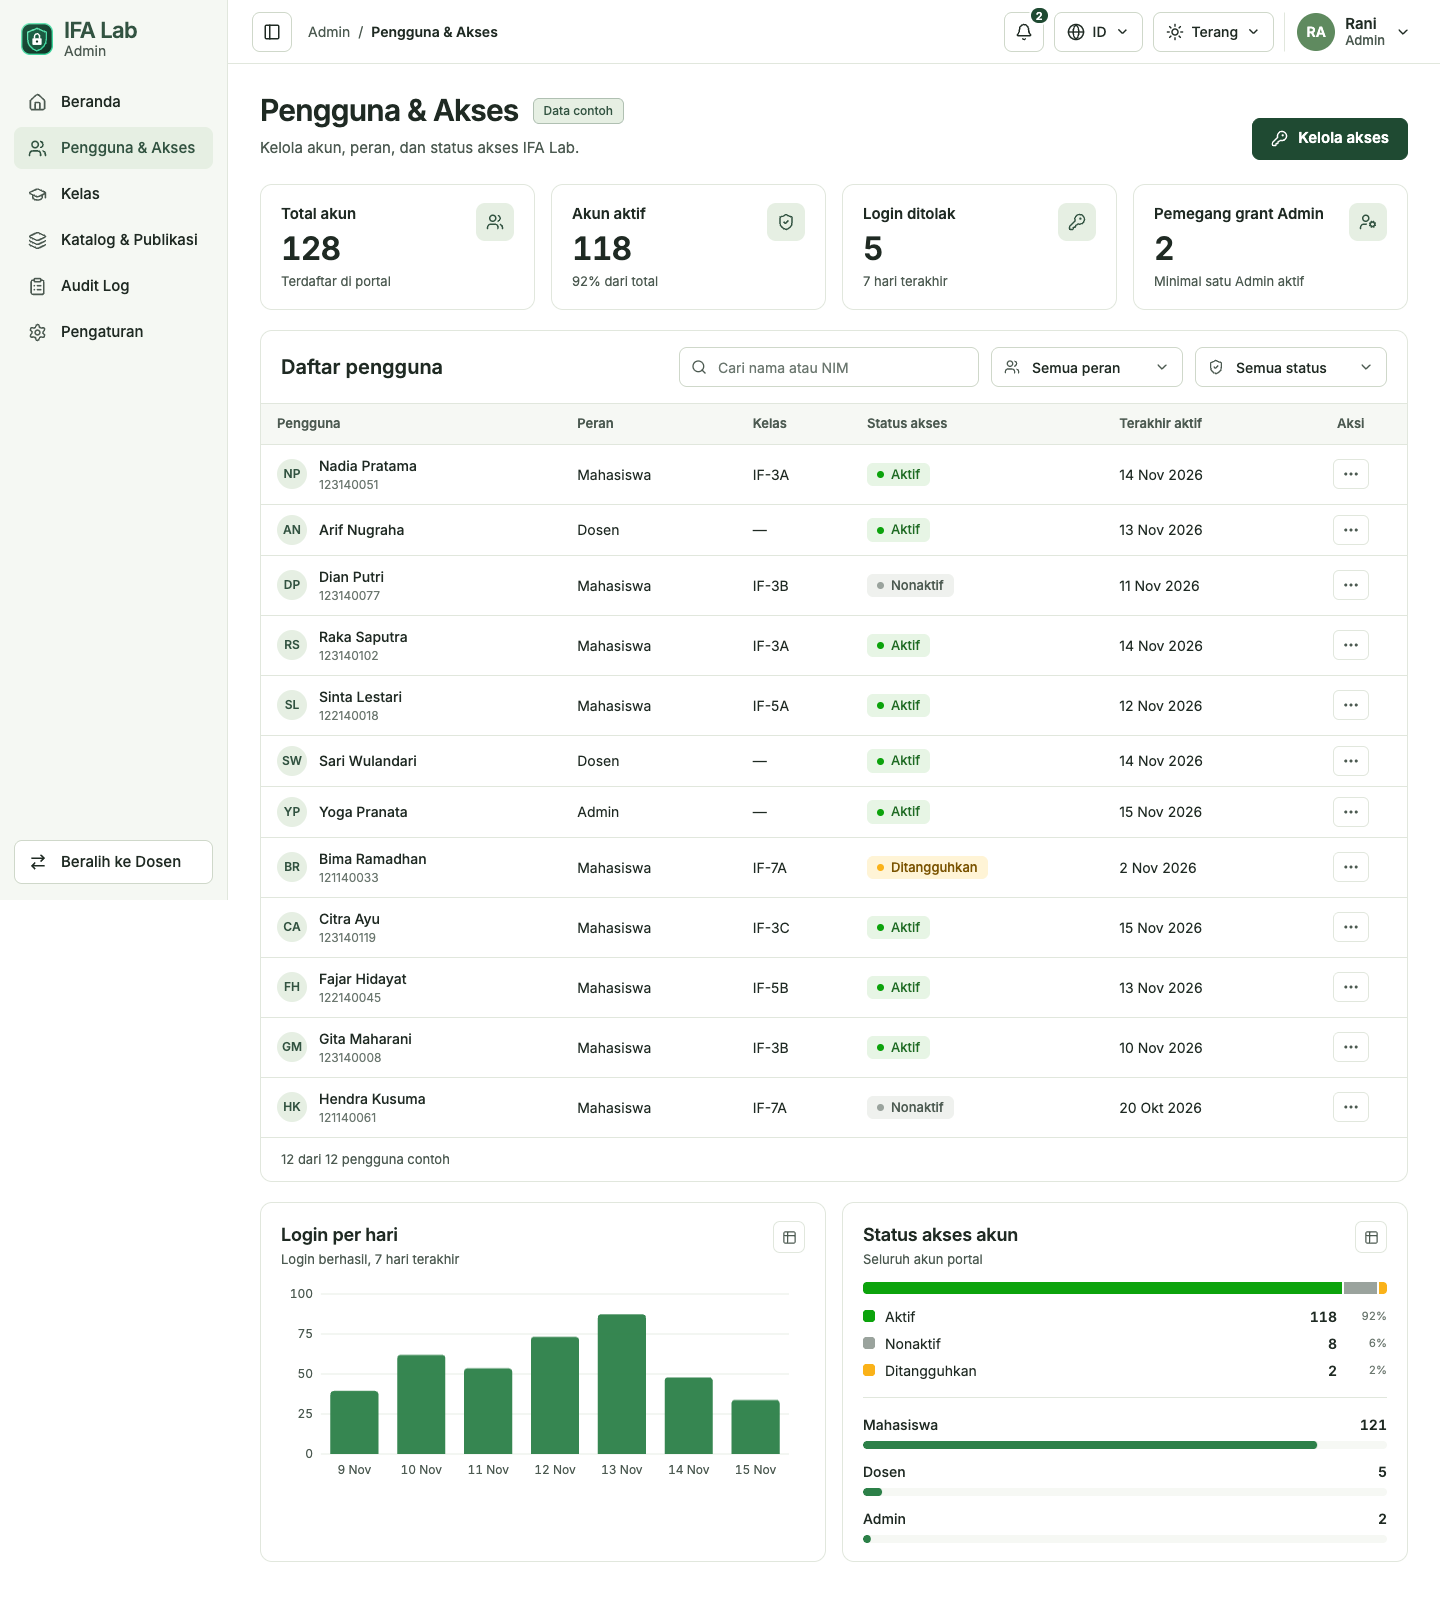 IFA Lab
Admin
Beranda
Pengguna & Akses
Kelas
Katalog & Publikasi
Audit Log
Pengaturan
Beralih ke Dosen
Admin / Pengguna & Akses
2
ID
Terang
RA
Rani
Admin
Pengguna & Akses
Data contoh
Kelola akun, peran, dan status akses IFA Lab.
Kelola akses
Total akun
128
Terdaftar di portal
Akun aktif
118
92% dari total
Login ditolak
5
7 hari terakhir
Pemegang grant Admin
2
Minimal satu Admin aktif
Daftar pengguna
Cari nama atau NIM
Semua peran
Semua status
Pengguna Peran Kelas Status akses Terakhir aktif Aksi
NP Nadia Pratama 123140051 Mahasiswa IF-3A Aktif 14 Nov 2026
AN Arif Nugraha Dosen — Aktif 13 Nov 2026
DP Dian Putri 123140077 Mahasiswa IF-3B Nonaktif 11 Nov 2026
RS Raka Saputra 123140102 Mahasiswa IF-3A Aktif 14 Nov 2026
SL Sinta Lestari 122140018 Mahasiswa IF-5A Aktif 12 Nov 2026
SW Sari Wulandari Dosen — Aktif 14 Nov 2026
YP Yoga Pranata Admin — Aktif 15 Nov 2026
BR Bima Ramadhan 121140033 Mahasiswa IF-7A Ditangguhkan 2 Nov 2026
CA Citra Ayu 123140119 Mahasiswa IF-3C Aktif 15 Nov 2026
FH Fajar Hidayat 122140045 Mahasiswa IF-5B Aktif 13 Nov 2026
GM Gita Maharani 123140008 Mahasiswa IF-3B Aktif 10 Nov 2026
HK Hendra Kusuma 121140061 Mahasiswa IF-7A Nonaktif 20 Okt 2026
12 dari 12 pengguna contoh
Login per hari
Login berhasil, 7 hari terakhir
100
75
50
25
0
9 Nov 10 Nov 11 Nov 12 Nov 13 Nov 14 Nov 15 Nov
Status akses akun
Seluruh akun portal
Aktif 118 92%
Nonaktif 8 6%
Ditangguhkan 2 2%
Mahasiswa 121
Dosen 5
Admin 2